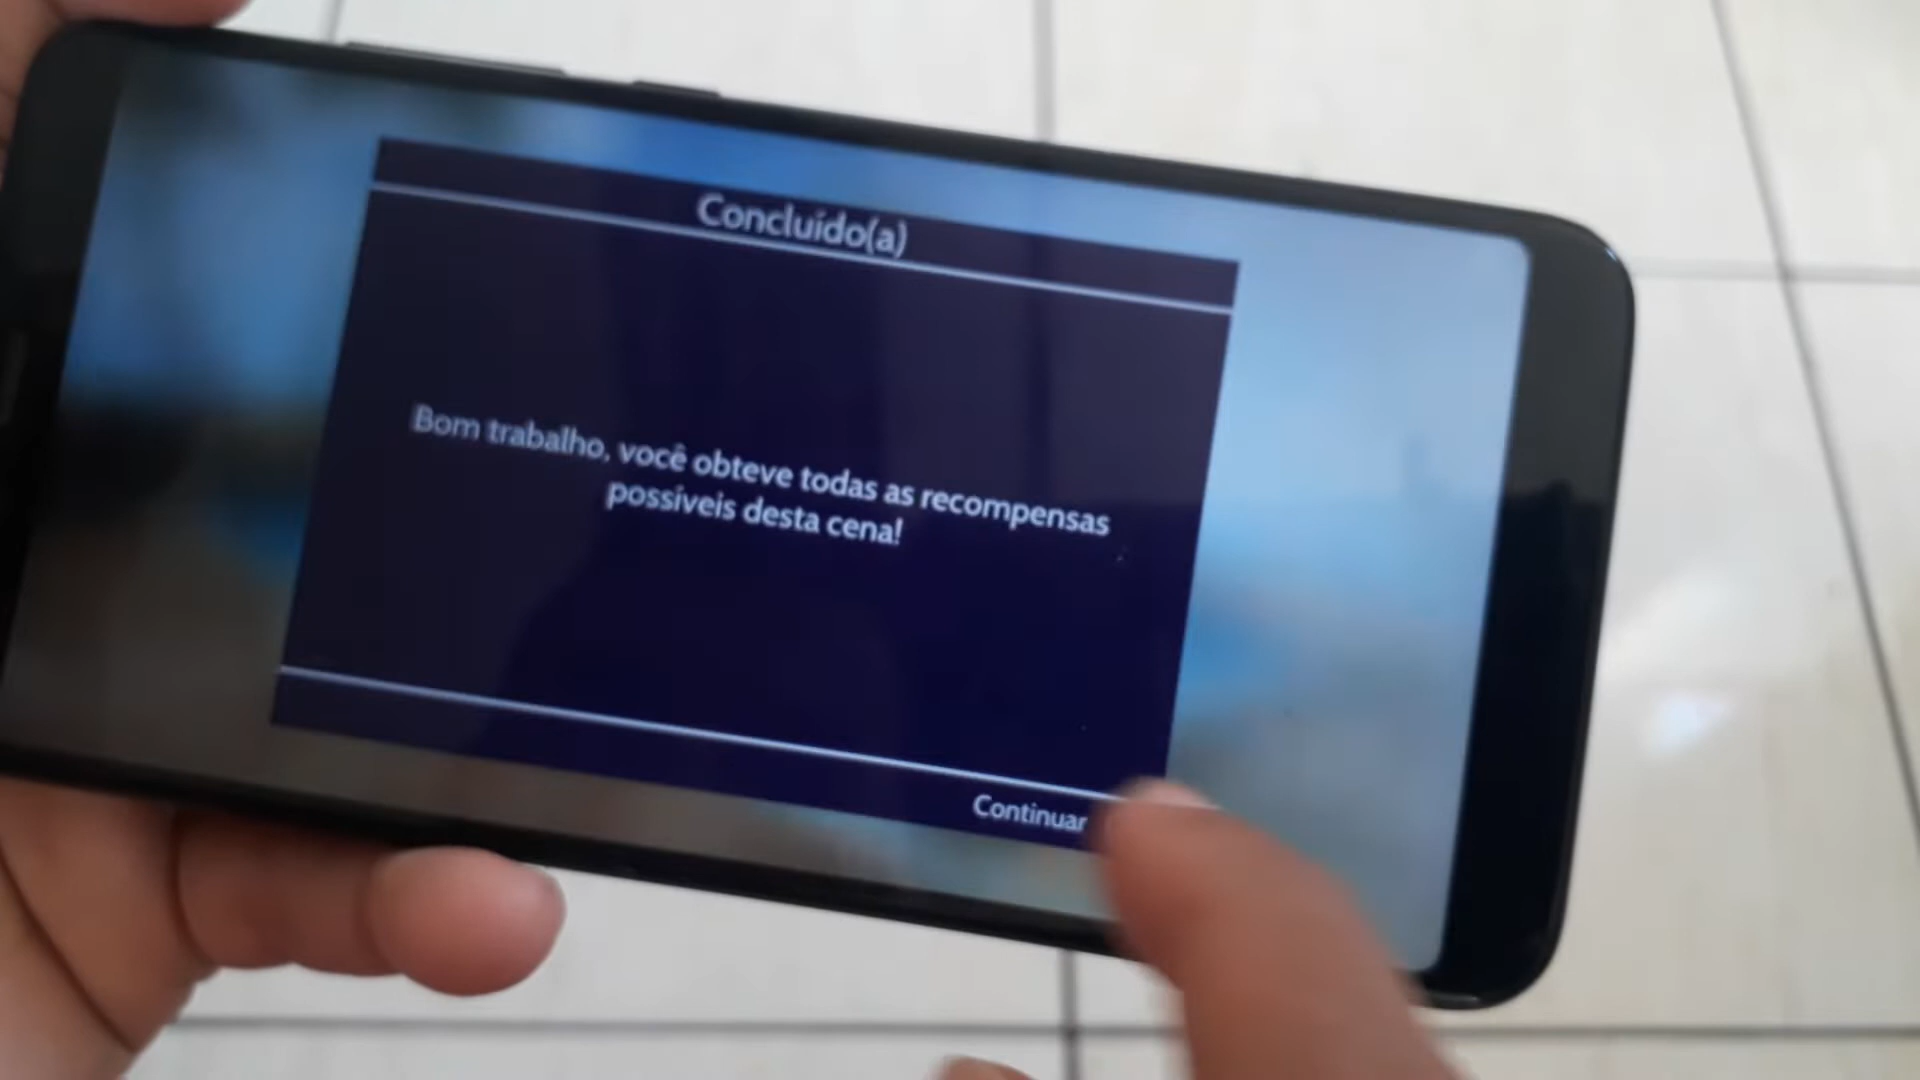 Concluído(a)
Bom trabalho, você obteve todas as recompensas
possíveis desta cena!
Continuar